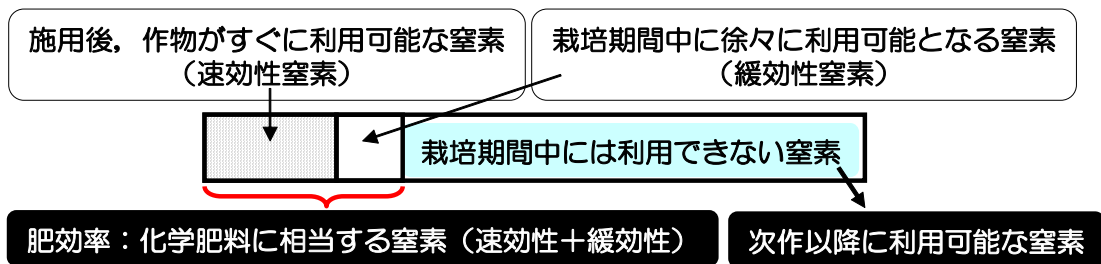 施用後，作物がすぐに利用可能な窒素
（速効性窒素）
栽培期間中に徐々に利用可能となる窒素
（緩効性窒素）
栽培期間中には利用できない窒素
肥効率：化学肥料に相当する窒素（速効性＋緩効性）
次作以降に利用可能な窒素